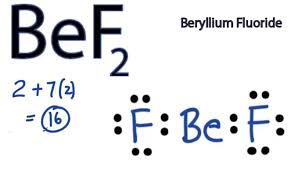 BeF₂
Beryllium Fluoride
2 + 7(2)
= 16
F Be F